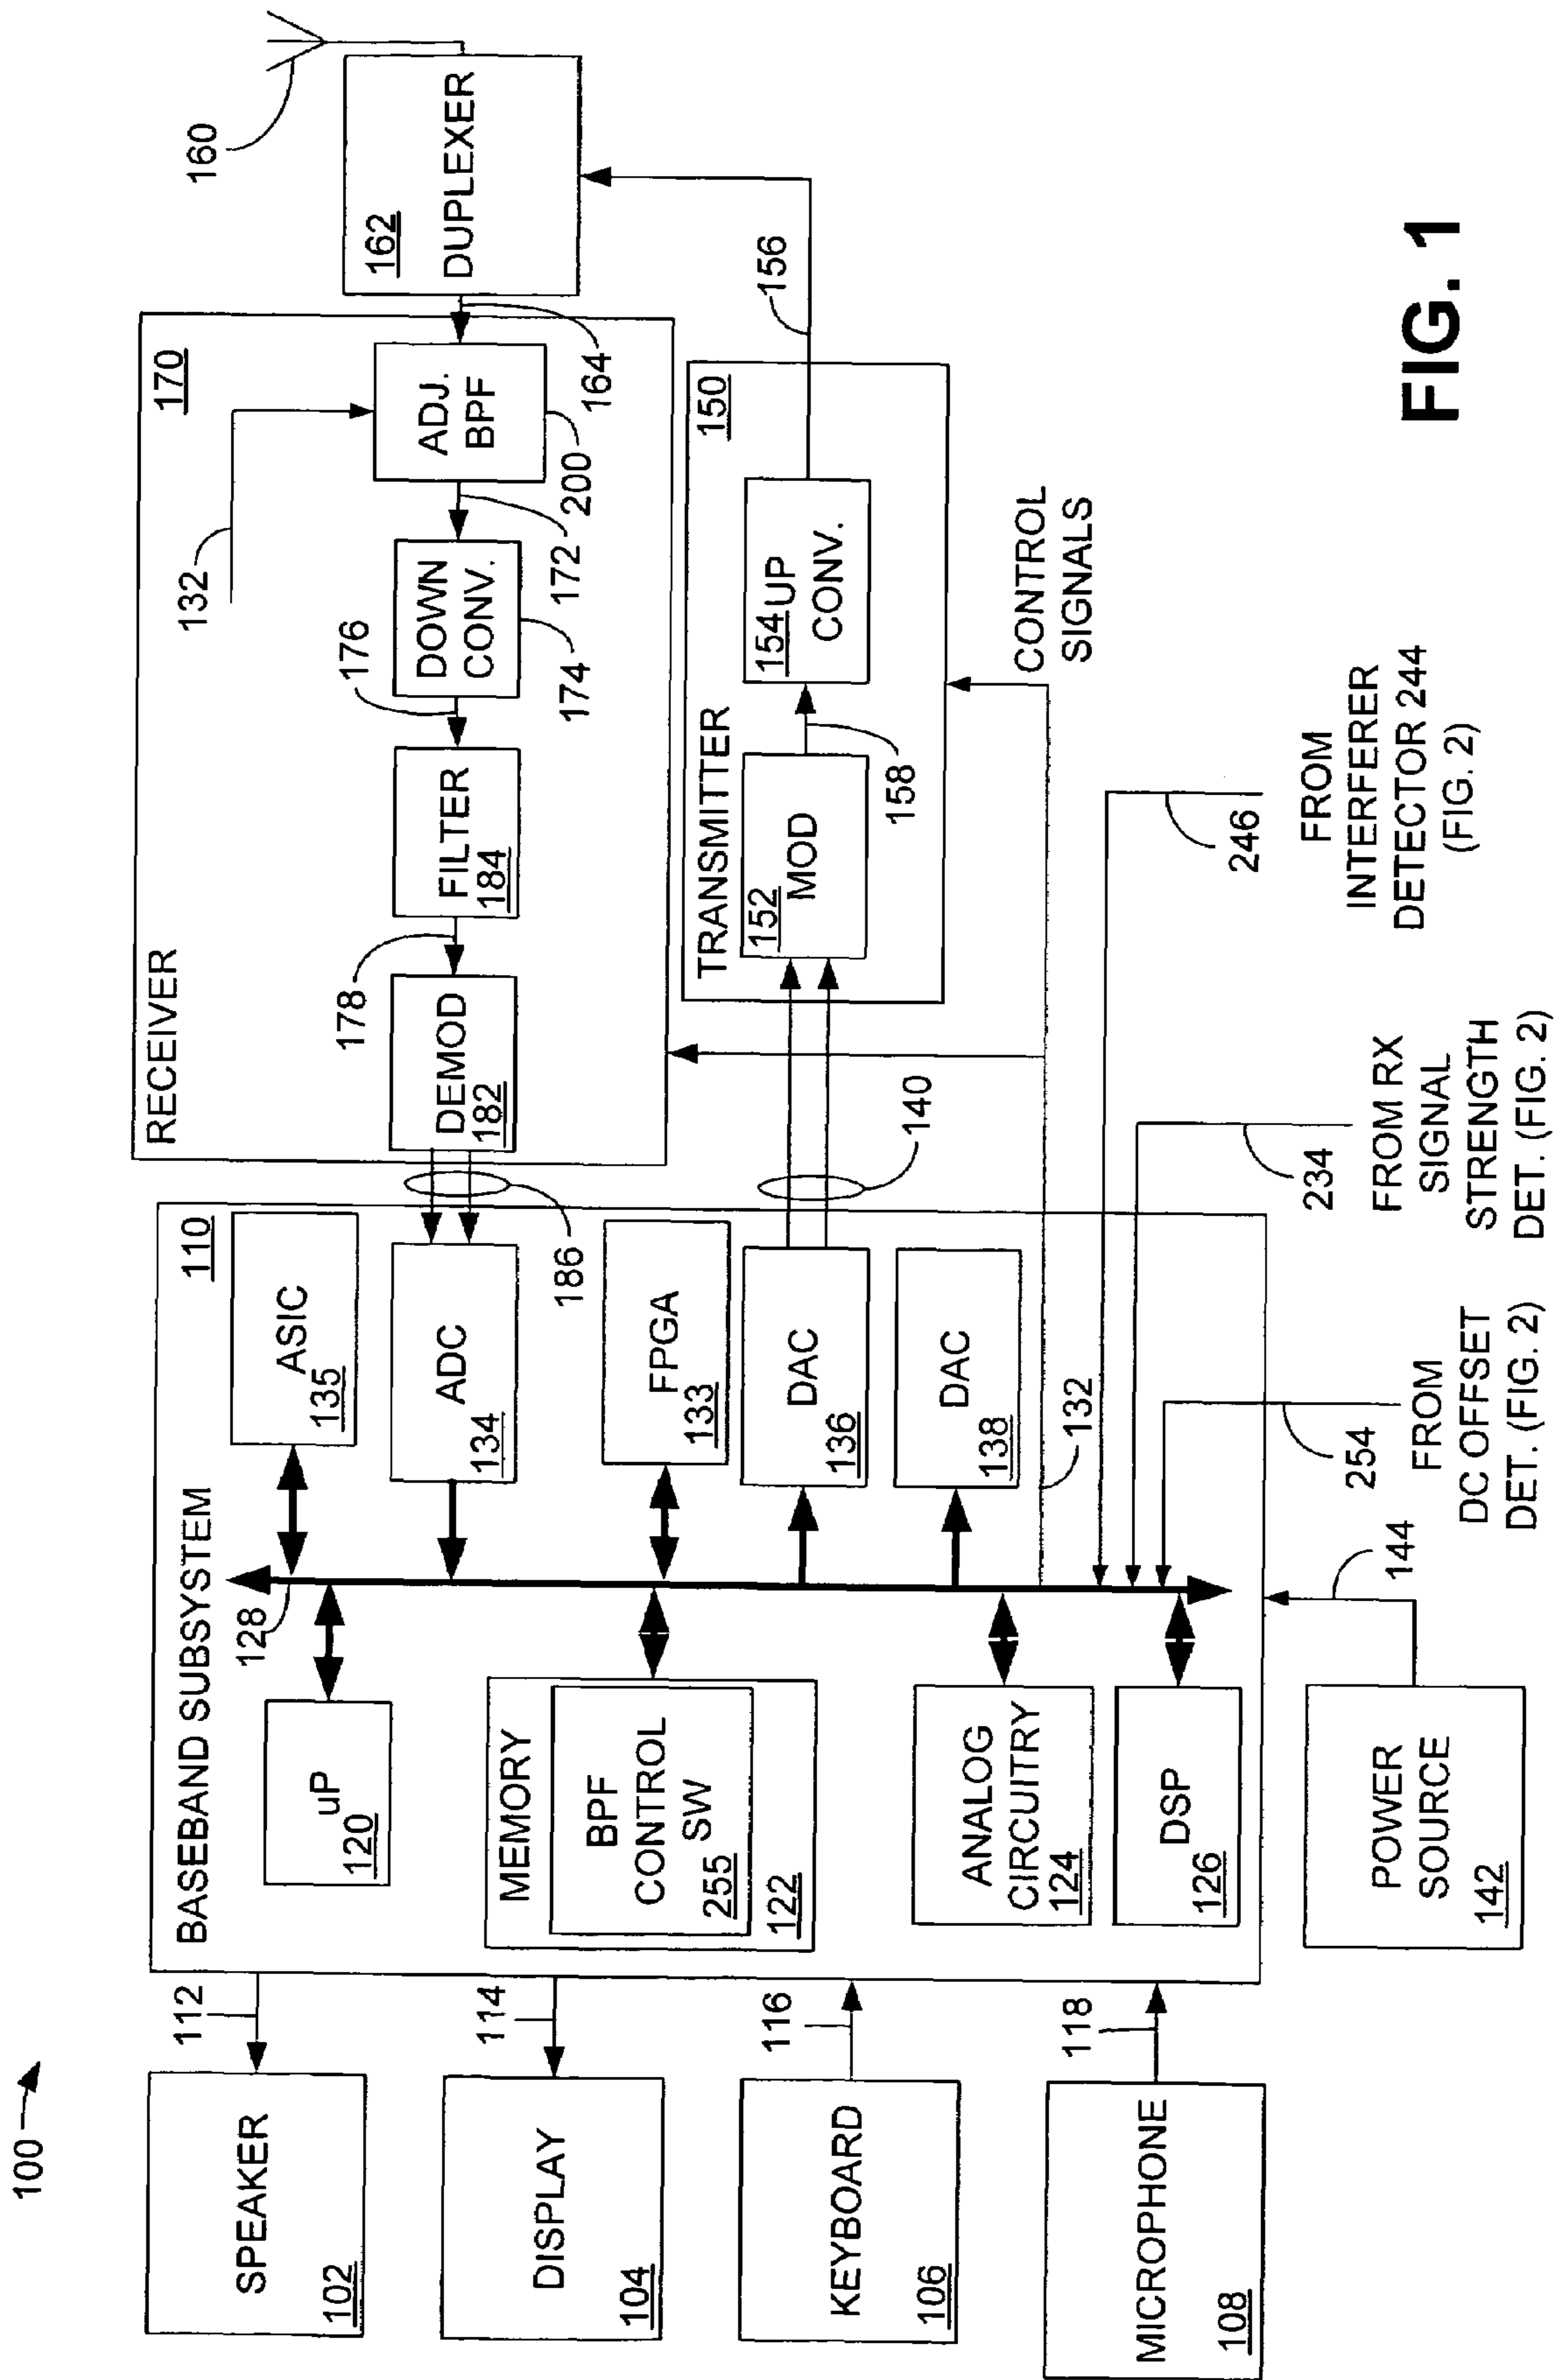 100
SPEAKER
102
DISPLAY
104
KEYBOARD
106
MICROPHONE
108
112
114
116
118
BASEBAND SUBSYSTEM
110
128
uP
120
MEMORY
BPF
CONTROL
SW
255
122
ANALOG
CIRCUITRY
124
DSP
126
ASIC
135
ADC
134
FPGA
133
DAC
136
DAC
138
POWER
SOURCE
142
144
132
186
140
RECEIVER
170
DEMOD
182
178
FILTER
184
176
DOWN
CONV.
174
172
ADJ.
BPF
200
132
164
162
DUPLEXER
160
TRANSMITTER
150
152
MOD
158
154
UP
CONV.
156
CONTROL
SIGNALS
254
FROM
DC OFFSET
DET. (FIG. 2)
234
FROM RX
SIGNAL
STRENGTH
DET. (FIG. 2)
246
FROM
INTERFERER
DETECTOR 244
(FIG. 2)
FIG. 1